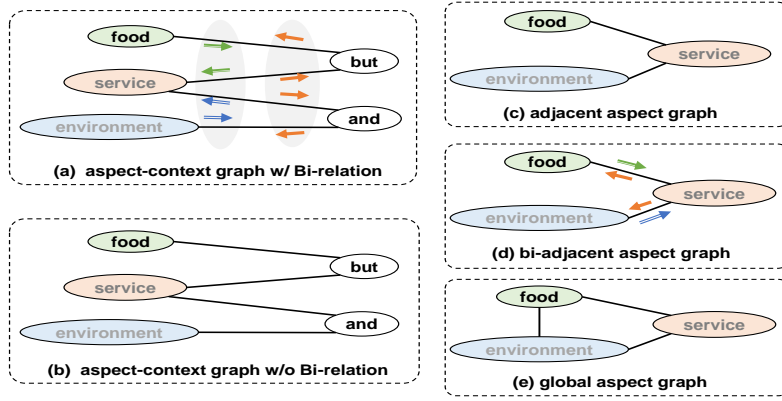 food
but
service
and
environment
(a) aspect-context graph w/ Bi-relation
food
but
service
and
environment
(b) aspect-context graph w/o Bi-relation
food
service
environment
(c) adjacent aspect graph
food
service
environment
(d) bi-adjacent aspect graph
food
service
environment
(e) global aspect graph